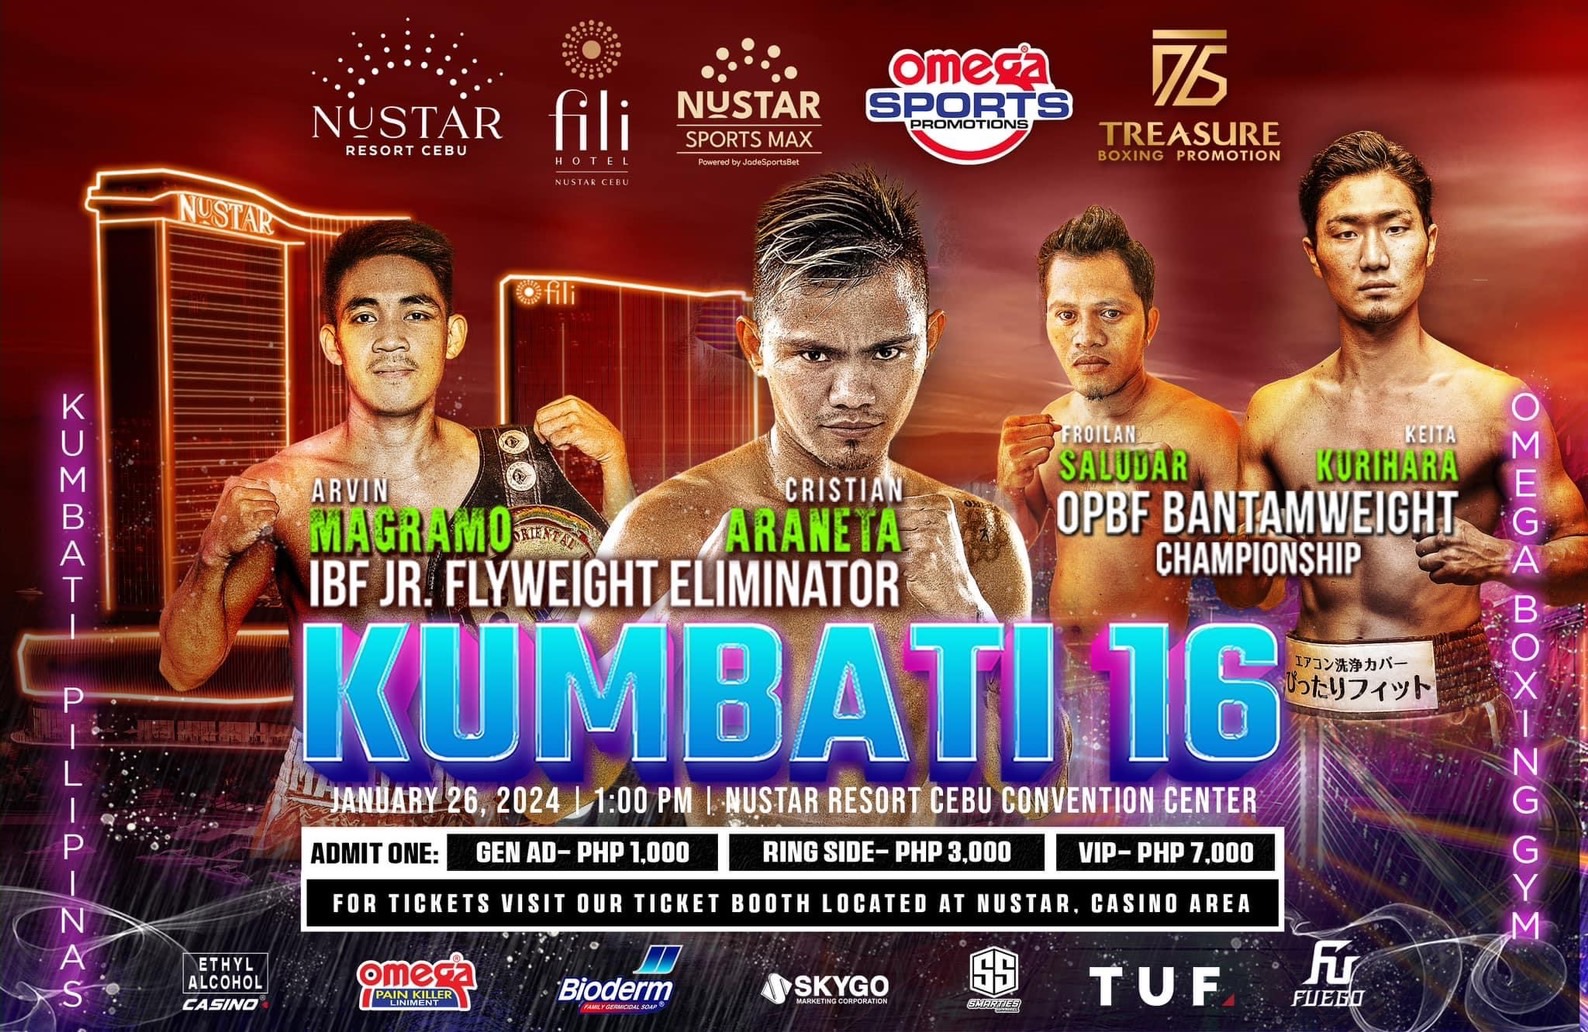 NUSTAR
RESORT CEBU
fili
HOTEL
NUSTAR CEBU
NUSTAR
SPORTS MAX
Powered by JadeSportsBet
omega
SPORTS
PROMOTIONS
TREASURE
BOXING PROMOTION
NUSTAR
fili
KUMBATI PILIPINAS
ARVIN
MAGRAMO
CRISTIAN
ARANETA
IBF JR. FLYWEIGHT ELIMINATOR
ORIENTAL
FROILAN
SALUDAR
KEITA
KURIHARA
OPBF BANTAMWEIGHT
CHAMPIONSHIP
OMEGA BOXING GYM
エアコン洗浄カバー
ぴったりフィット
KUMBATI 16
JANUARY 26, 2024 | 1:00 PM | NUSTAR RESORT CEBU CONVENTION CENTER
ADMIT ONE: GEN AD- PHP 1,000 RING SIDE- PHP 3,000 VIP- PHP 7,000
FOR TICKETS VISIT OUR TICKET BOOTH LOCATED AT NUSTAR, CASINO AREA
ETHYL
ALCOHOL
CASINO
omega
PAIN KILLER
LINIMENT
Bioderm
FAMILY GERMICIDAL SOAP
SKYGO
MARKETING CORPORATION
SS
SMARTIES
TUF
FUEGO